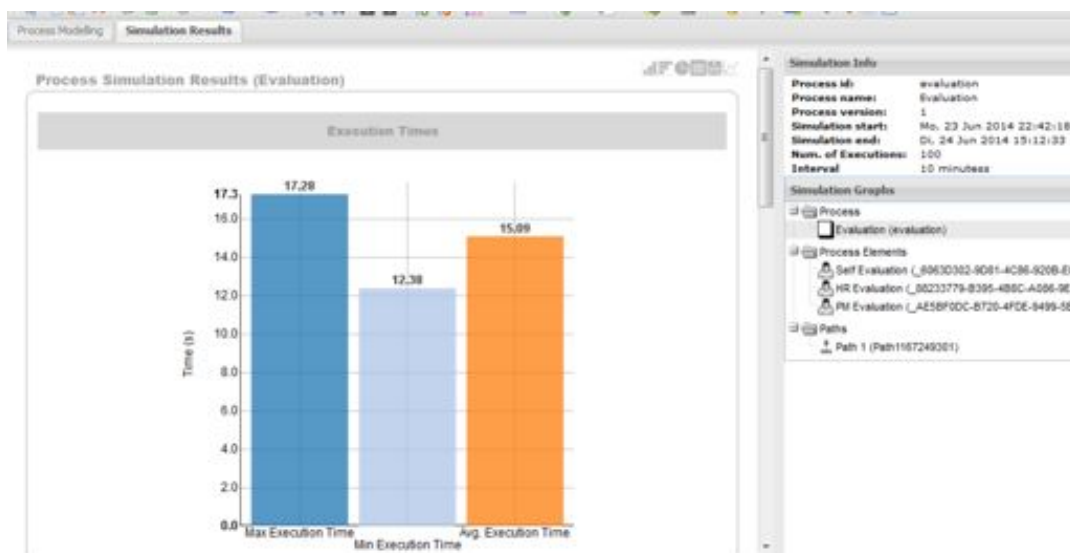 Process Modelling
Simulation Results
Process Simulation Results (Evaluation)
Execution Times
17.3
16.0
14.0
12.0
10.0
8.0
6.0
4.0
2.0
0.0
Time (s)
17.28
12.38
15.09
Max Execution Time
Min Execution Time
Avg. Execution Time
Simulation Info
Process id: evaluation
Process name: Evaluation
Process version: 1
Simulation start: Mo, 23 Jun 2014 22:42:18
Simulation end: Di, 24 Jun 2014 15:12:33
Num. of Executions: 100
Interval 10 minutess
Simulation Graphs
Process
Evaluation (evaluation)
Process Elements
Self Evaluation
HR Evaluation
PM Evaluation
Paths
Path 1 (Path1167249301)